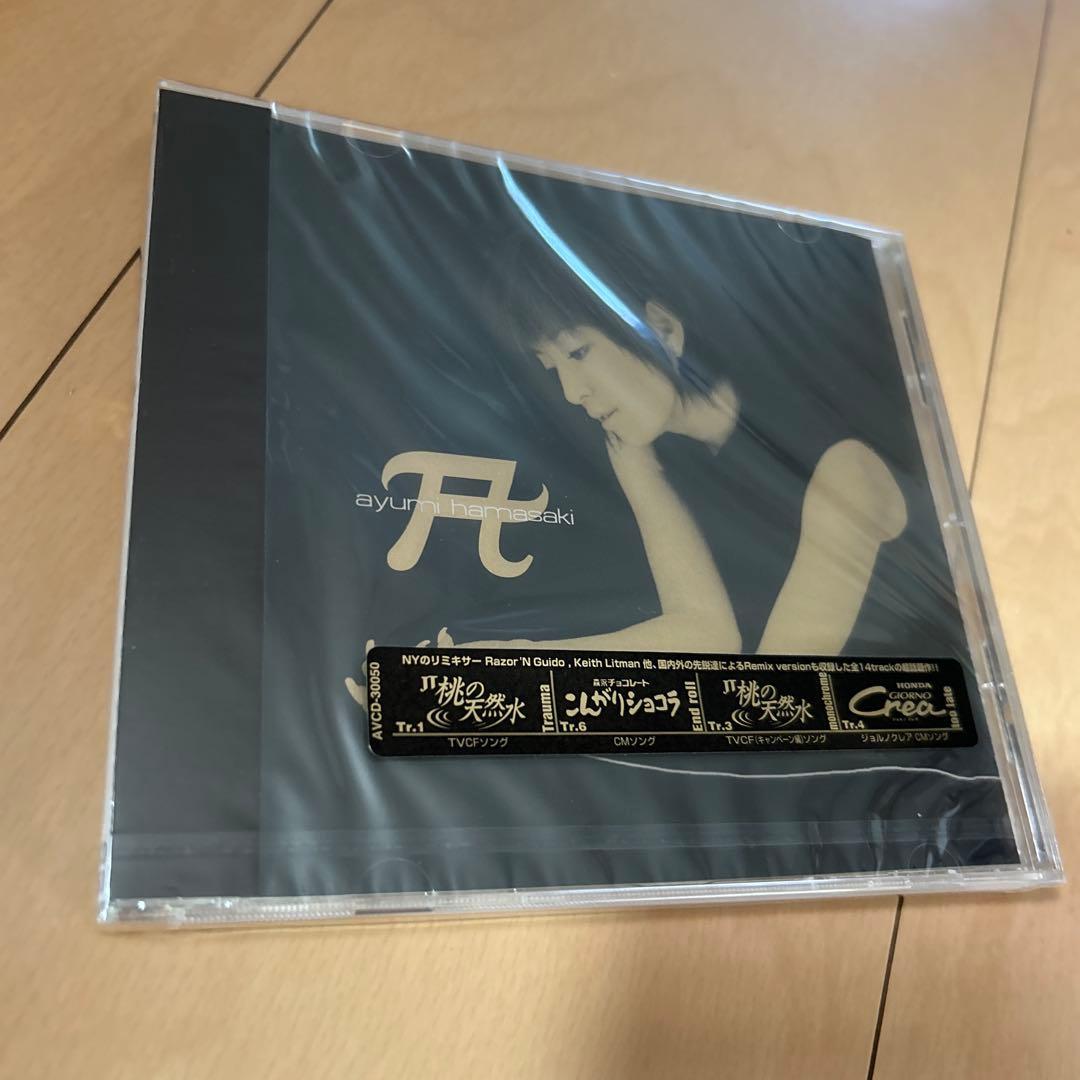 ayumi hamasaki
AVCD-30050
NYのリミキサー Razor'N Guido , Keith Litman 他、国内外の先鋭達によるRemix versionも収録した全14trackの超話題作!!
桃の天然水
Tr.1
TVCFソング
Trauma
森永チョコレート
こんがりショコラ
Tr.6
CMソング
End roll
桃の天然水
Tr.3
TVCF(キャンペーン編)ソング
monochrome
HONDA
GIORNO
Crea
Tr.4
ジョルノクレア CMソング
too late